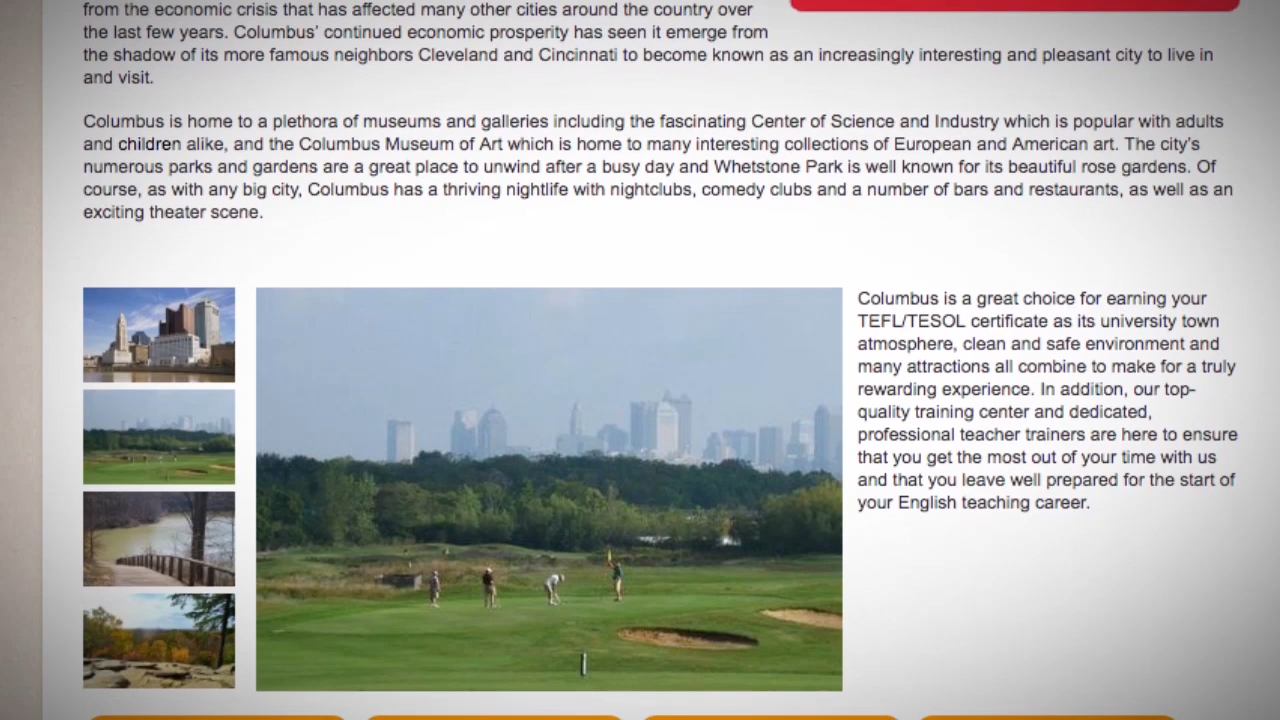 from the economic crisis that has affected many other cities around the country over
the last few years. Columbus' continued economic prosperity has seen it emerge from
the shadow of its more famous neighbors Cleveland and Cincinnati to become known as an increasingly interesting and pleasant city to live in
and visit.
Columbus is home to a plethora of museums and galleries including the fascinating Center of Science and Industry which is popular with adults
and children alike, and the Columbus Museum of Art which is home to many interesting collections of European and American art. The city's
numerous parks and gardens are a great place to unwind after a busy day and Whetstone Park is well known for its beautiful rose gardens. Of
course, as with any big city, Columbus has a thriving nightlife with nightclubs, comedy clubs and a number of bars and restaurants, as well as an
exciting theater scene.
Columbus is a great choice for earning your
TEFL/TESOL certificate as its university town
atmosphere, clean and safe environment and
many attractions all combine to make for a truly
rewarding experience. In addition, our top-
quality training center and dedicated,
professional teacher trainers are here to ensure
that you get the most out of your time with us
and that you leave well prepared for the start of
your English teaching career.